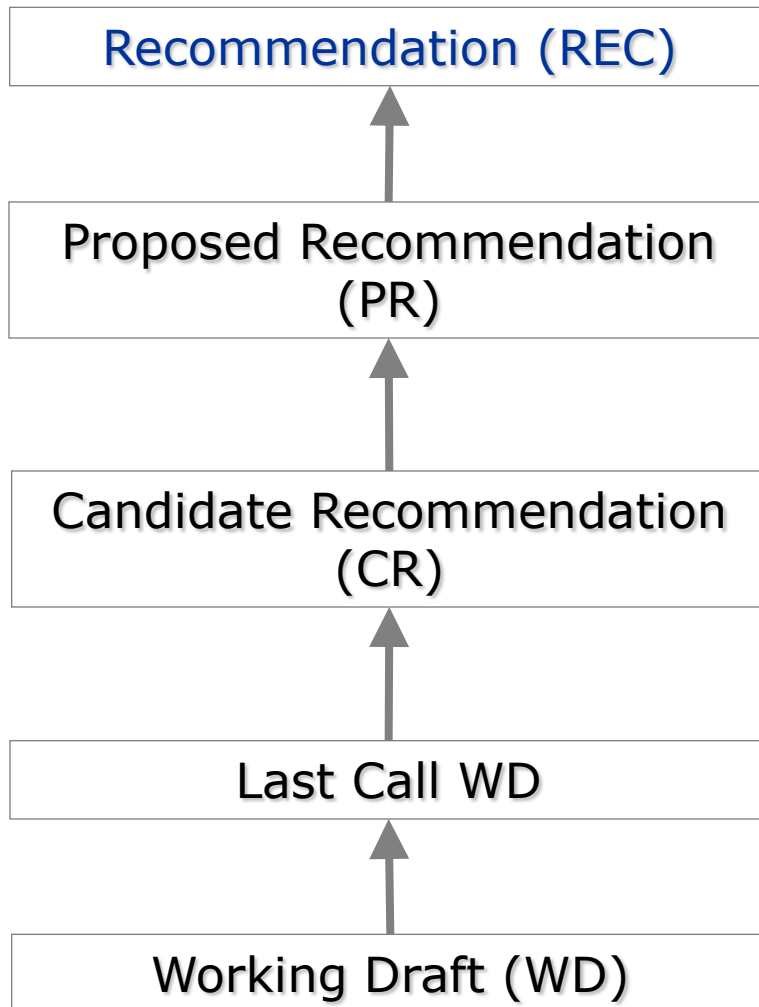 Recommendation (REC)
Proposed Recommendation
(PR)
Candidate Recommendation
(CR)
Last Call WD
Working Draft (WD)